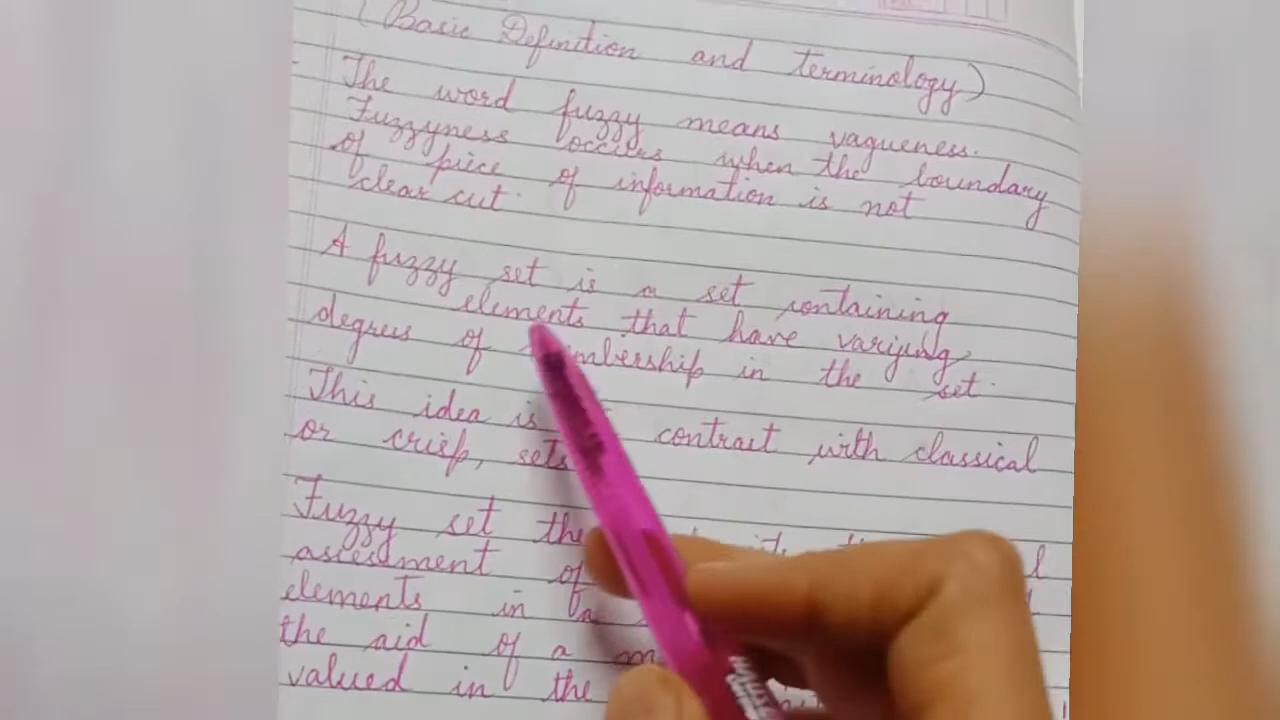 (Basic Definition and terminology)
The word fuzzy means vagueness.
Fuzzyness occurs when the boundary
of piece of information is not
clear cut.
A fuzzy set is a set containing
elements that have varying
degrees of membership in the set.
This idea is contrast with classical
or crisp, sets
Fuzzy set
assessment of
elements in a
the aid of a
valued in the